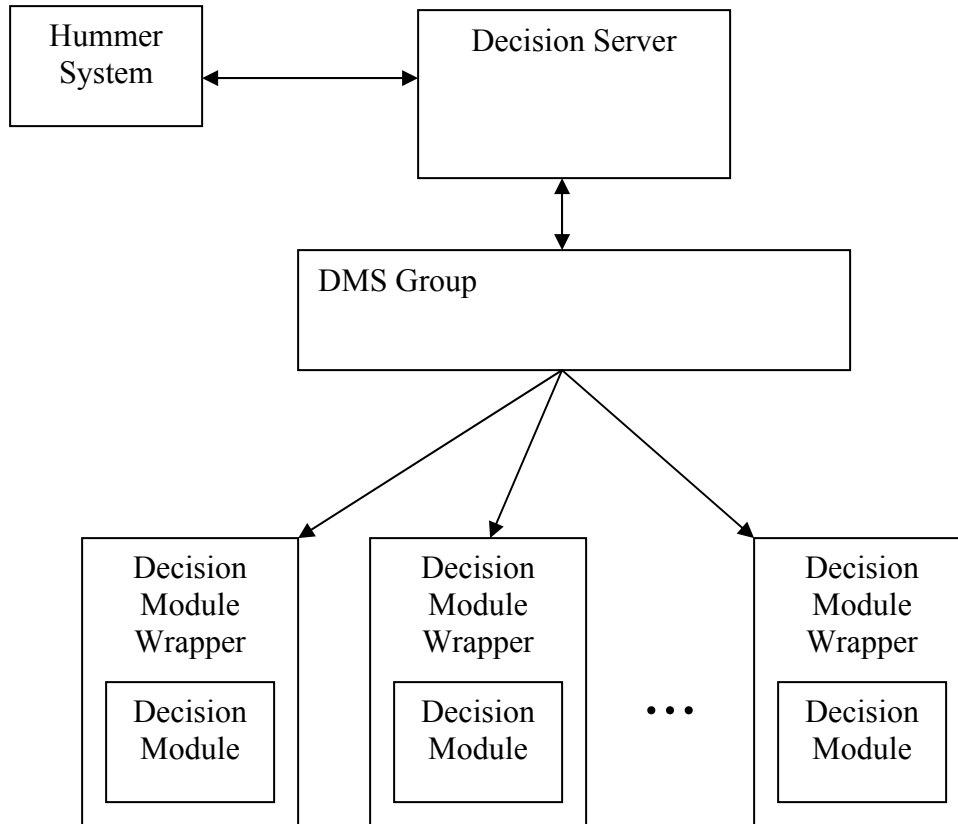 Hummer
System
Decision Server
DMS Group
Decision
Module
Wrapper
Decision
Module
Decision
Module
Wrapper
Decision
Module
...
Decision
Module
Wrapper
Decision
Module